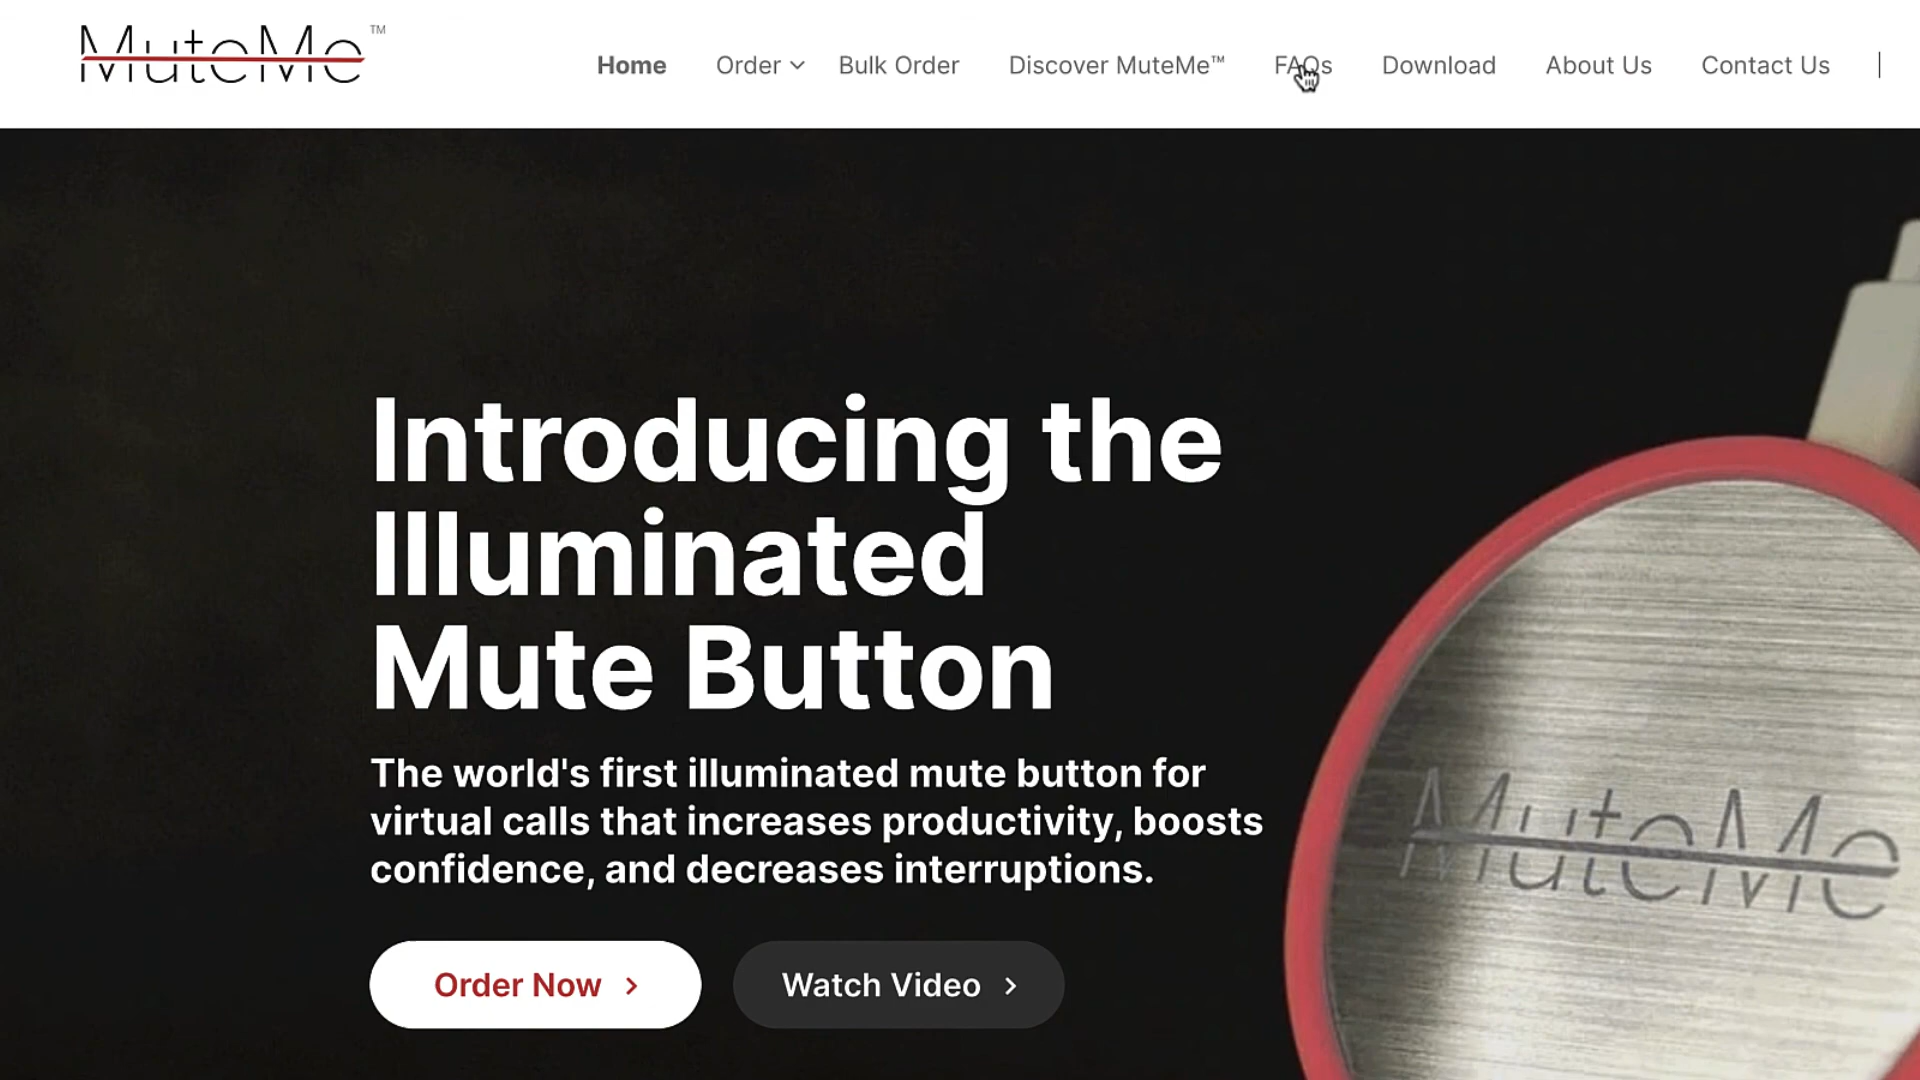 MuteMe™
Home Order Bulk Order Discover MuteMe™ FAQs Download About Us Contact Us
Introducing the
Illuminated
Mute Button
The world's first illuminated mute button for
virtual calls that increases productivity, boosts
confidence, and decreases interruptions.
Order Now
Watch Video
MuteMe